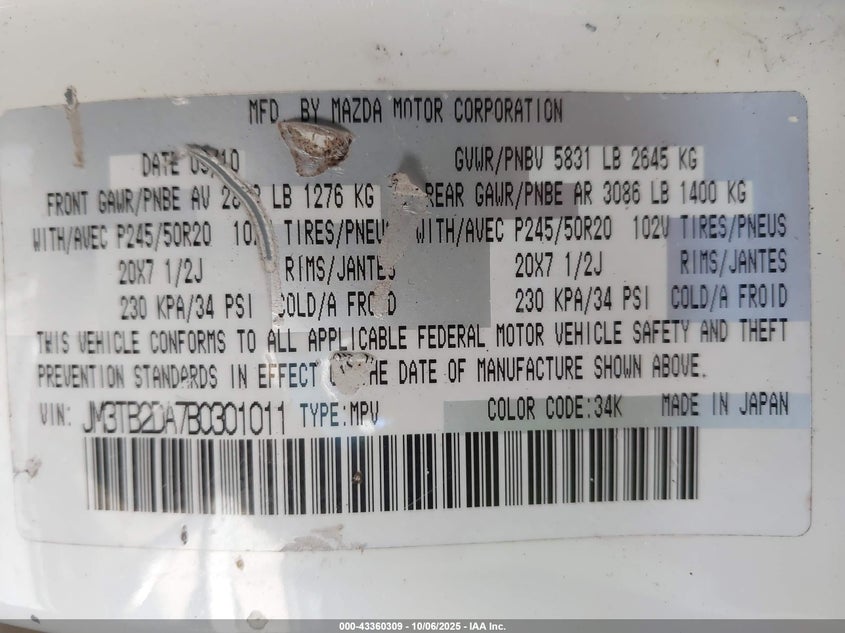 MFD. BY MAZDA MOTOR CORPORATION
DATE GVWR/PNBV 5831 LB 2645 KG
FRONT GAWR/PNBE AV LB 1276 KG REAR GAWR/PNBE AR 3086 LB 1400 KG
WITH/AVEC P245/50R20 TIRES/PNEUS WITH/AVEC P245/50R20 102V TIRES/PNEUS
20X7 1/2J RIMS/JANTES 20X7 1/2J RIMS/JANTES
230 KPA/34 PSI COLD/A FROID 230 KPA/34 PSI COLD/A FROID
THIS VEHICLE CONFORMS TO ALL APPLICABLE FEDERAL MOTOR VEHICLE SAFETY AND THEFT
PREVENTION STANDARDS IN EFFECT THE DATE OF MANUFACTURE SHOWN ABOVE.
VIN: JM3TB2DA7B0301011 TYPE:MPV COLOR CODE:34K MADE IN JAPAN
000-43360309 - 10/06/2025 - IAA Inc.